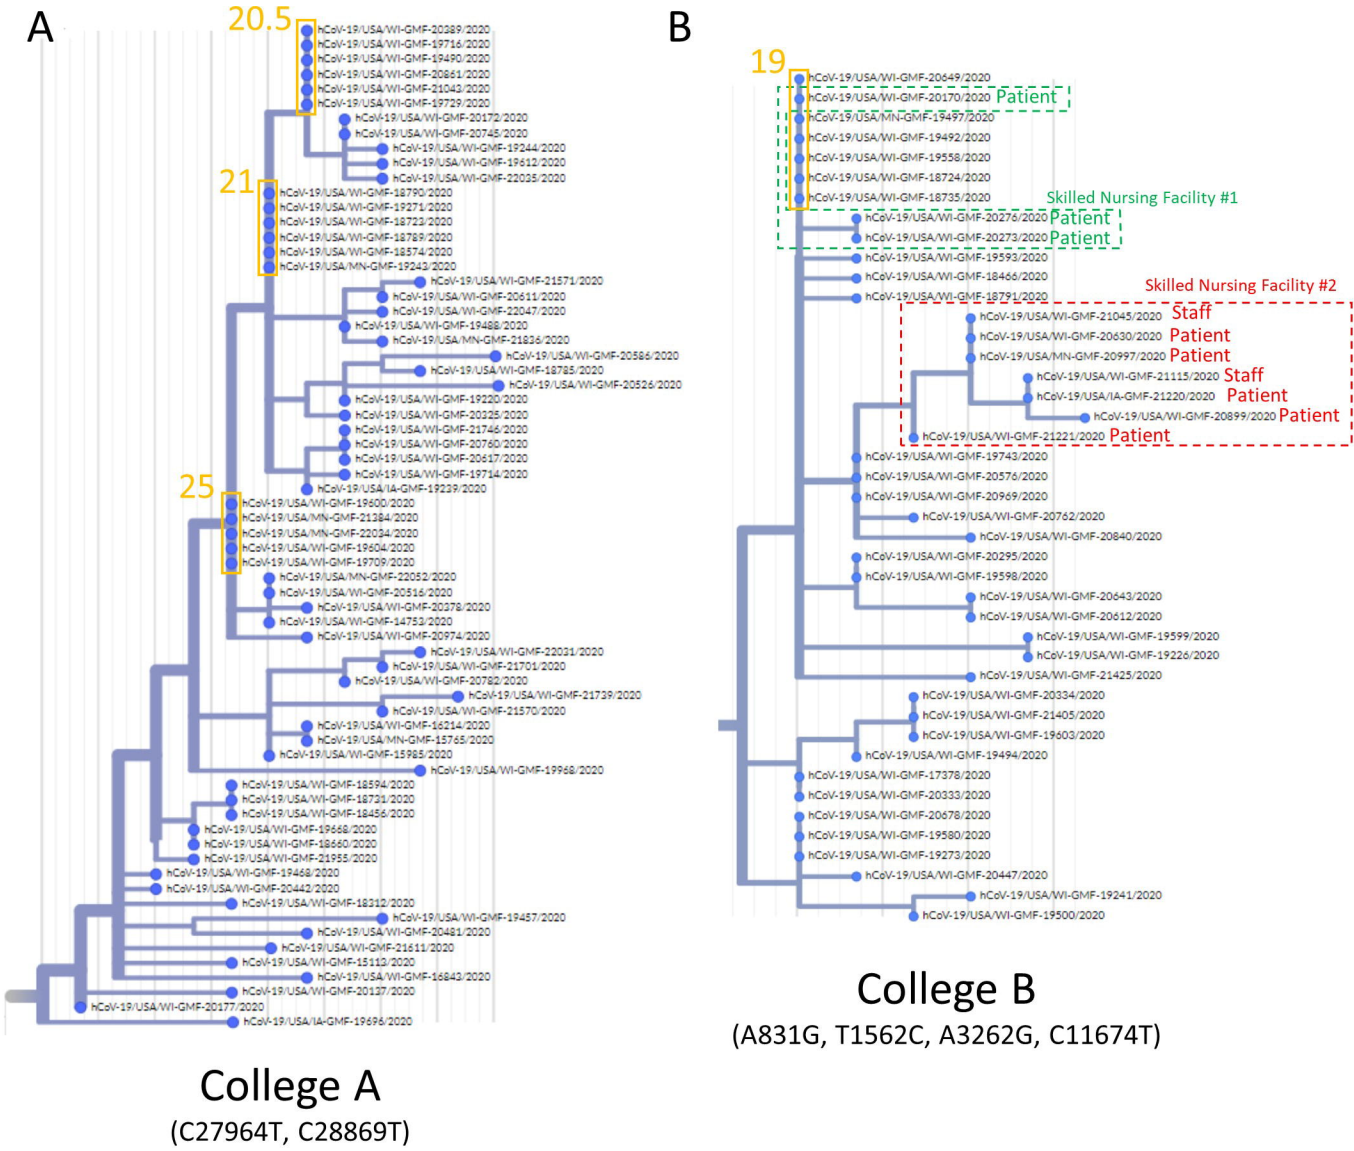 A
20.5
hCoV-19/USA/WI-GMF-20389/2020
hCoV-19/USA/WI-GMF-19716/2020
hCoV-19/USA/WI-GMF-19490/2020
hCoV-19/USA/WI-GMF-20861/2020
hCoV-19/USA/WI-GMF-21043/2020
hCoV-19/USA/WI-GMF-19729/2020
hCoV-19/USA/WI-GMF-20172/2020
hCoV-19/USA/WI-GMF-20745/2020
hCoV-19/USA/WI-GMF-19244/2020
hCoV-19/USA/WI-GMF-19612/2020
hCoV-19/USA/WI-GMF-22035/2020
21
hCoV-19/USA/WI-GMF-18790/2020
hCoV-19/USA/WI-GMF-19271/2020
hCoV-19/USA/WI-GMF-18723/2020
hCoV-19/USA/WI-GMF-18789/2020
hCoV-19/USA/WI-GMF-18574/2020
hCoV-19/USA/MN-GMF-19243/2020
hCoV-19/USA/WI-GMF-21571/2020
hCoV-19/USA/WI-GMF-20611/2020
hCoV-19/USA/WI-GMF-22047/2020
hCoV-19/USA/WI-GMF-19488/2020
hCoV-19/USA/MN-GMF-21836/2020
hCoV-19/USA/WI-GMF-20586/2020
hCoV-19/USA/WI-GMF-18785/2020
hCoV-19/USA/WI-GMF-20526/2020
hCoV-19/USA/WI-GMF-19220/2020
hCoV-19/USA/WI-GMF-20325/2020
hCoV-19/USA/WI-GMF-21746/2020
hCoV-19/USA/WI-GMF-20760/2020
hCoV-19/USA/WI-GMF-20617/2020
hCoV-19/USA/WI-GMF-19714/2020
hCoV-19/USA/IA-GMF-19239/2020
25
hCoV-19/USA/WI-GMF-19600/2020
hCoV-19/USA/MN-GMF-21384/2020
hCoV-19/USA/MN-GMF-22034/2020
hCoV-19/USA/WI-GMF-19604/2020
hCoV-19/USA/WI-GMF-19709/2020
hCoV-19/USA/MN-GMF-22052/2020
hCoV-19/USA/WI-GMF-20516/2020
hCoV-19/USA/WI-GMF-20378/2020
hCoV-19/USA/WI-GMF-14753/2020
hCoV-19/USA/WI-GMF-20974/2020
hCoV-19/USA/WI-GMF-22031/2020
hCoV-19/USA/WI-GMF-21701/2020
hCoV-19/USA/WI-GMF-20782/2020
hCoV-19/USA/WI-GMF-21739/2020
hCoV-19/USA/WI-GMF-21570/2020
hCoV-19/USA/WI-GMF-16214/2020
hCoV-19/USA/MN-GMF-15765/2020
hCoV-19/USA/WI-GMF-15985/2020
hCoV-19/USA/WI-GMF-19968/2020
hCoV-19/USA/WI-GMF-18594/2020
hCoV-19/USA/WI-GMF-18731/2020
hCoV-19/USA/WI-GMF-18456/2020
hCoV-19/USA/WI-GMF-19668/2020
hCoV-19/USA/WI-GMF-18660/2020
hCoV-19/USA/WI-GMF-21955/2020
hCoV-19/USA/WI-GMF-19468/2020
hCoV-19/USA/WI-GMF-20442/2020
hCoV-19/USA/WI-GMF-18312/2020
hCoV-19/USA/WI-GMF-19457/2020
hCoV-19/USA/WI-GMF-20481/2020
hCoV-19/USA/WI-GMF-21611/2020
hCoV-19/USA/WI-GMF-15113/2020
hCoV-19/USA/WI-GMF-16843/2020
hCoV-19/USA/WI-GMF-20137/2020
hCoV-19/USA/WI-GMF-20177/2020
hCoV-19/USA/IA-GMF-19696/2020
College A
(C27964T, C28869T)
B
19
hCoV-19/USA/WI-GMF-20649/2020
hCoV-19/USA/WI-GMF-20170/2020 Patient
hCoV-19/USA/MN-GMF-19497/2020
hCoV-19/USA/WI-GMF-19492/2020
hCoV-19/USA/WI-GMF-19558/2020
hCoV-19/USA/WI-GMF-18724/2020
hCoV-19/USA/WI-GMF-18735/2020
Skilled Nursing Facility #1
hCoV-19/USA/WI-GMF-20276/2020 Patient
hCoV-19/USA/WI-GMF-20273/2020 Patient
hCoV-19/USA/WI-GMF-19593/2020
hCoV-19/USA/WI-GMF-18466/2020
hCoV-19/USA/WI-GMF-18791/2020
Skilled Nursing Facility #2
hCoV-19/USA/WI-GMF-21045/2020 Staff
hCoV-19/USA/WI-GMF-20630/2020 Patient
hCoV-19/USA/MN-GMF-20997/2020 Patient
hCoV-19/USA/WI-GMF-21115/2020 Staff
hCoV-19/USA/IA-GMF-21220/2020 Patient
hCoV-19/USA/WI-GMF-20899/2020 Patient
hCoV-19/USA/WI-GMF-21221/2020 Patient
hCoV-19/USA/WI-GMF-19743/2020
hCoV-19/USA/WI-GMF-20576/2020
hCoV-19/USA/WI-GMF-20969/2020
hCoV-19/USA/WI-GMF-20762/2020
hCoV-19/USA/WI-GMF-20840/2020
hCoV-19/USA/WI-GMF-20295/2020
hCoV-19/USA/WI-GMF-19598/2020
hCoV-19/USA/WI-GMF-20643/2020
hCoV-19/USA/WI-GMF-20612/2020
hCoV-19/USA/WI-GMF-19599/2020
hCoV-19/USA/WI-GMF-19226/2020
hCoV-19/USA/WI-GMF-21425/2020
hCoV-19/USA/WI-GMF-20334/2020
hCoV-19/USA/WI-GMF-21405/2020
hCoV-19/USA/WI-GMF-19603/2020
hCoV-19/USA/WI-GMF-19494/2020
hCoV-19/USA/WI-GMF-17378/2020
hCoV-19/USA/WI-GMF-20333/2020
hCoV-19/USA/WI-GMF-20678/2020
hCoV-19/USA/WI-GMF-19580/2020
hCoV-19/USA/WI-GMF-19273/2020
hCoV-19/USA/WI-GMF-20447/2020
hCoV-19/USA/WI-GMF-19241/2020
hCoV-19/USA/WI-GMF-19500/2020
College B
(A831G, T1562C, A3262G, C11674T)